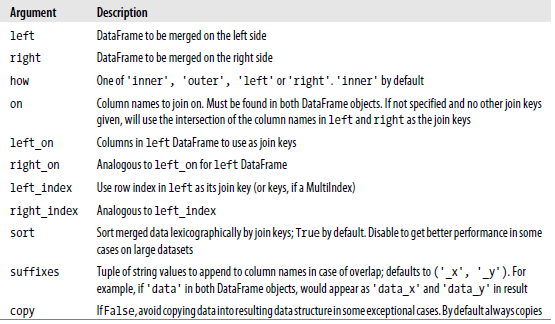 Argument Description
left DataFrame to be merged on the left side
right DataFrame to be merged on the right side
how One of 'inner', 'outer', 'left' or 'right'. 'inner' by default
on Column names to join on. Must be found in both DataFrame objects. If not specified and no other join keys
given, will use the intersection of the column names in left and right as the join keys
left_on Columns in left DataFrame to use as join keys
right_on Analogous to left_on for left DataFrame
left_index Use row index in left as its join key (or keys, if a MultiIndex)
right_index Analogous to left_index
sort Sort merged data lexicographically by join keys; True by default. Disable to get better performance in some
cases on large datasets
suffixes Tuple of string values to append to column names in case of overlap; defaults to ('_x', '_y'). For
example, if 'data' in both DataFrame objects, would appear as 'data_x' and 'data_y' in result
copy If False, avoid copying data into resulting data structure in some exceptional cases. By default always copies